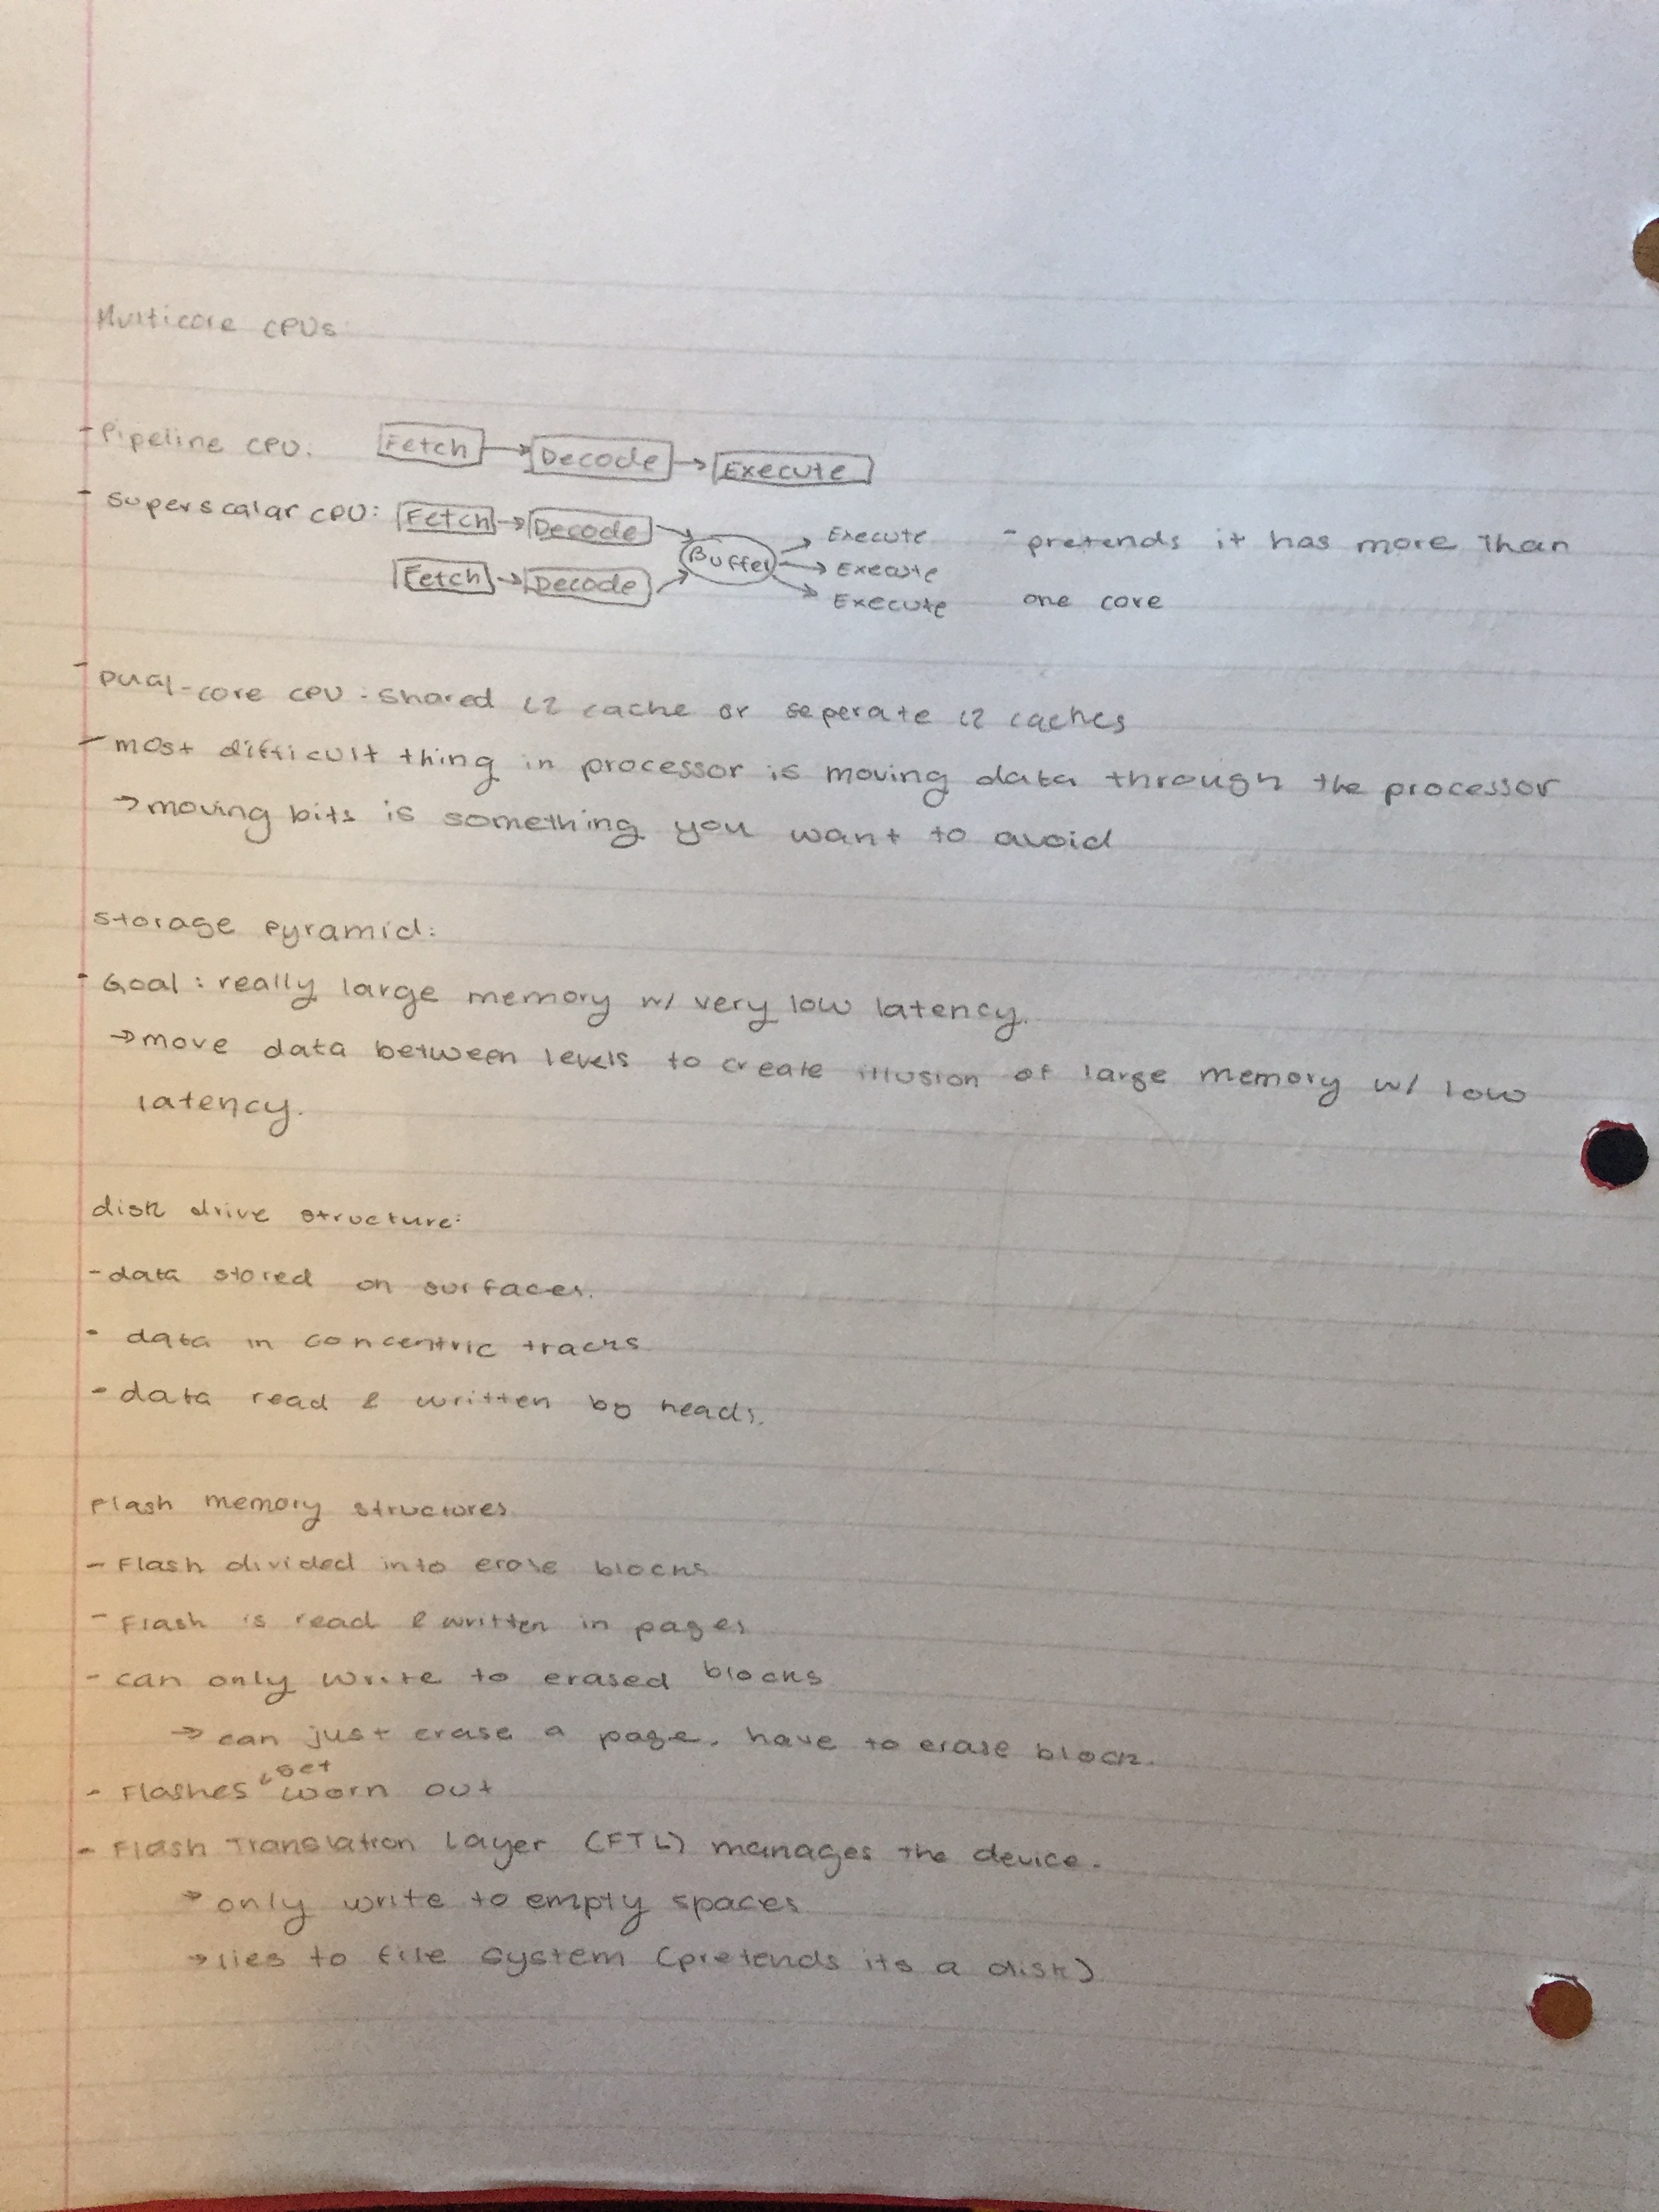 Multicore CPUs:
- Pipeline CPU: Fetch → Decode → Execute
- Superscalar CPU: Fetch → Decode → Buffer → Execute - pretends it has more than
→ Execute
Fetch → Decode → Execute one core
- Dual-core CPU: shared L2 cache or seperate L2 caches
- most difficult thing in processor is moving data through the processor
→ moving bits is something you want to avoid
storage pyramid:
- Goal: really large memory w/ very low latency.
→ move data between levels to create illusion of large memory w/ low
latency.
disk drive structure:
- data stored on surfaces.
- data in concentric tracks
- data read & written by heads.
Flash memory structures
- Flash divided into erase blocks
- Flash is read & written in pages
- can only write to erased blocks
→ can just erase a page. have to erase block.
- Flashes get worn out
- Flash Translation Layer (FTL) manages the device.
→ only write to empty spaces
→ lies to file system (pretends its a disk)